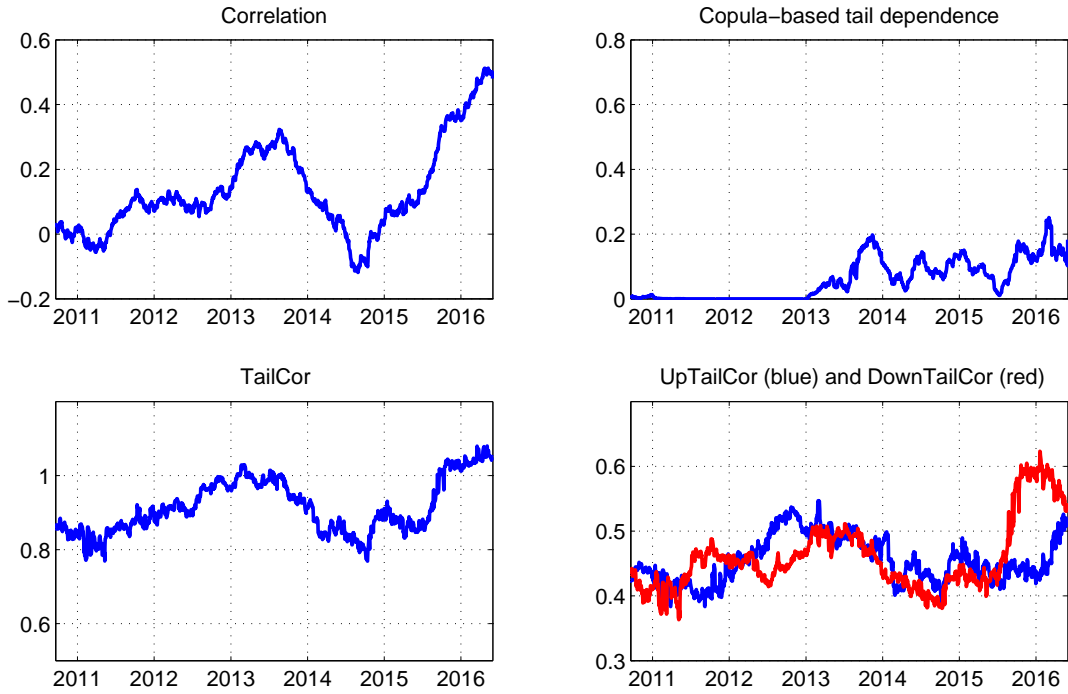 Correlation
0.6
0.4
0.2
0
−0.2
2011 2012 2013 2014 2015 2016
Copula−based tail dependence
0.8
0.6
0.4
0.2
0
2011 2012 2013 2014 2015 2016
TailCor
1
0.8
0.6
2011 2012 2013 2014 2015 2016
UpTailCor (blue) and DownTailCor (red)
0.6
0.5
0.4
0.3
2011 2012 2013 2014 2015 2016